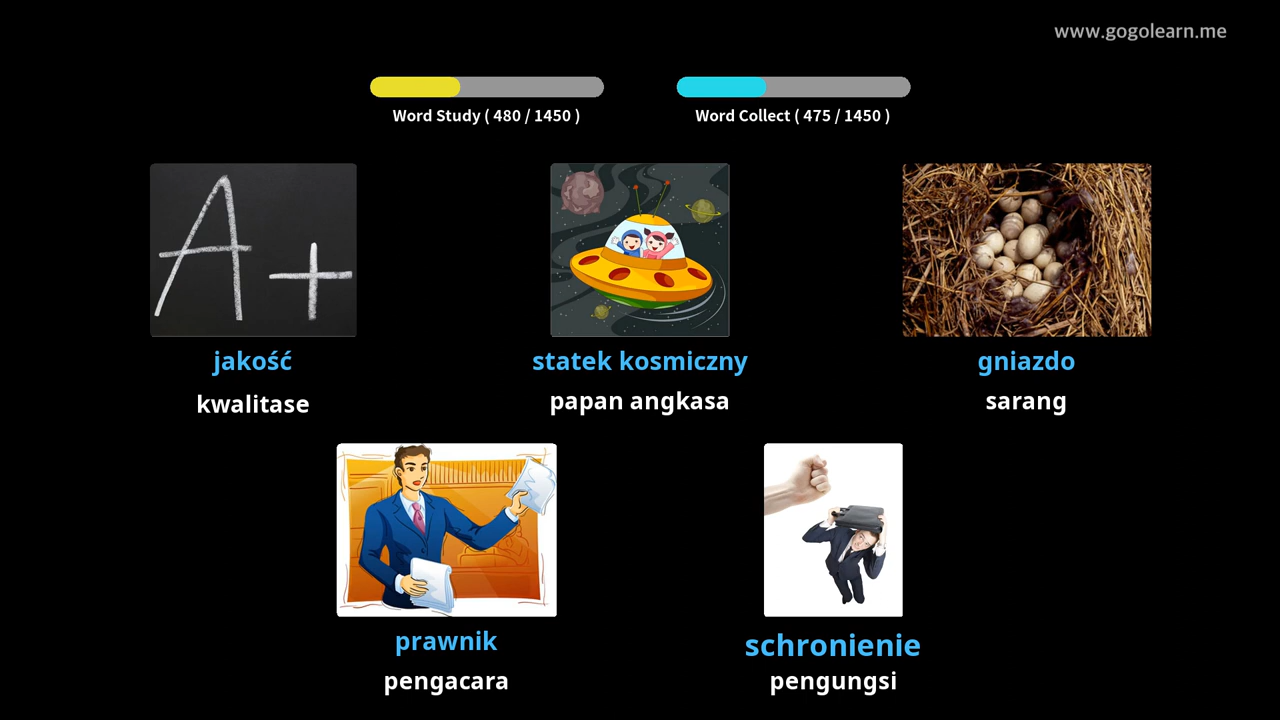 www.gogolearn.me
Word Study ( 480 / 1450 )
Word Collect ( 475 / 1450 )
A+
jakość
statek kosmiczny
gniazdo
kwalitase
papan angkasa
sarang
prawnik
schronienie
pengacara
pengungsi